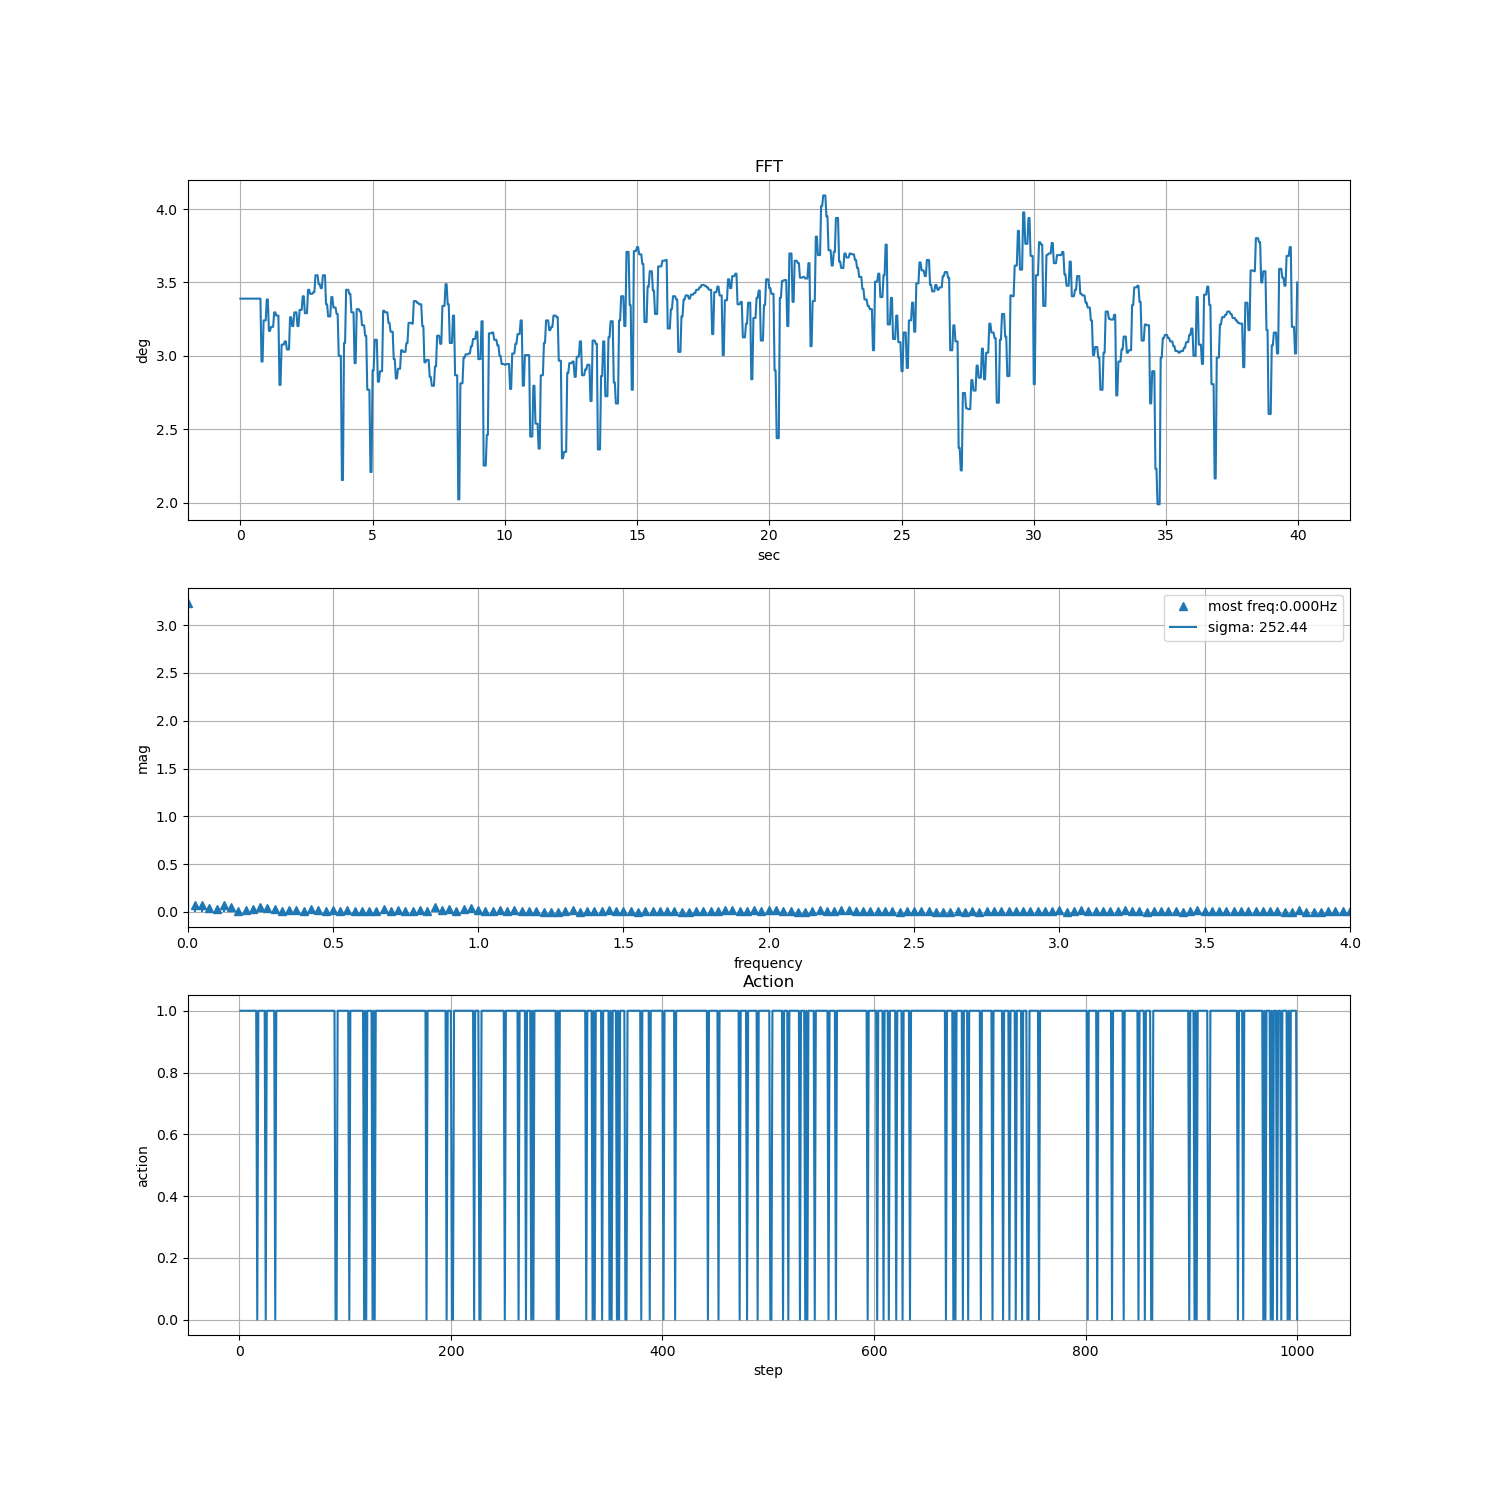 FFT
4.0
3.5
3.0
2.5
2.0
deg
0 5 10 15 20 25 30 35 40
sec
most freq:0.000Hz
sigma: 252.44
3.0
2.5
2.0
1.5
1.0
0.5
0.0
mag
0.0 0.5 1.0 1.5 2.0 2.5 3.0 3.5 4.0
frequency
Action
1.0
0.8
0.6
0.4
0.2
0.0
action
0 200 400 600 800 1000
step